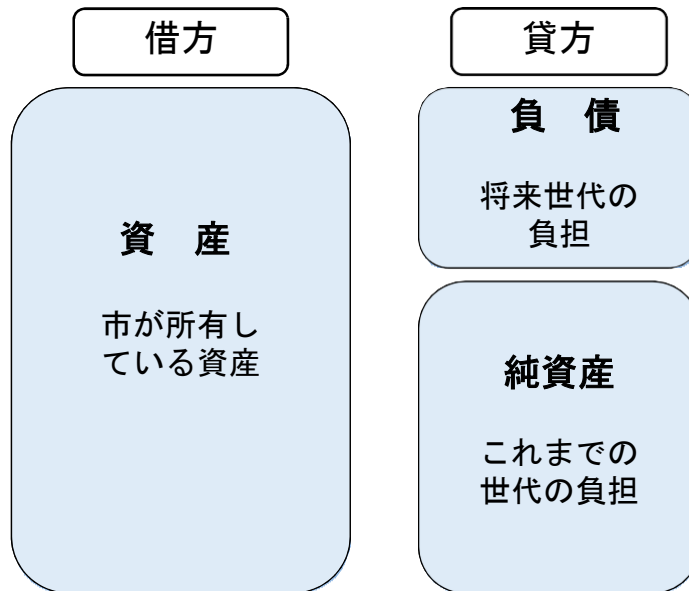 借方
貸方
資　産
市が所有し
ている資産
負　債
将来世代の
負担
純資産
これまでの
世代の負担